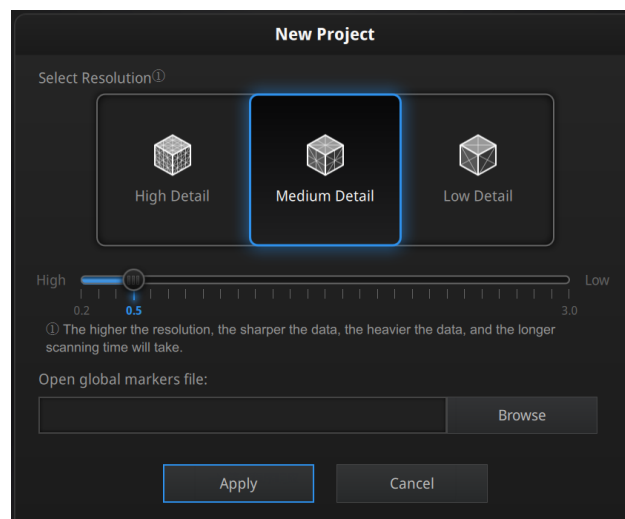 New Project
Select Resolution①
High Detail
Medium Detail
Low Detail
High
Low
0.2
0.5
3.0
① The higher the resolution, the sharper the data, the heavier the data, and the longer
scanning time will take.
Open global markers file:
Browse
Apply
Cancel